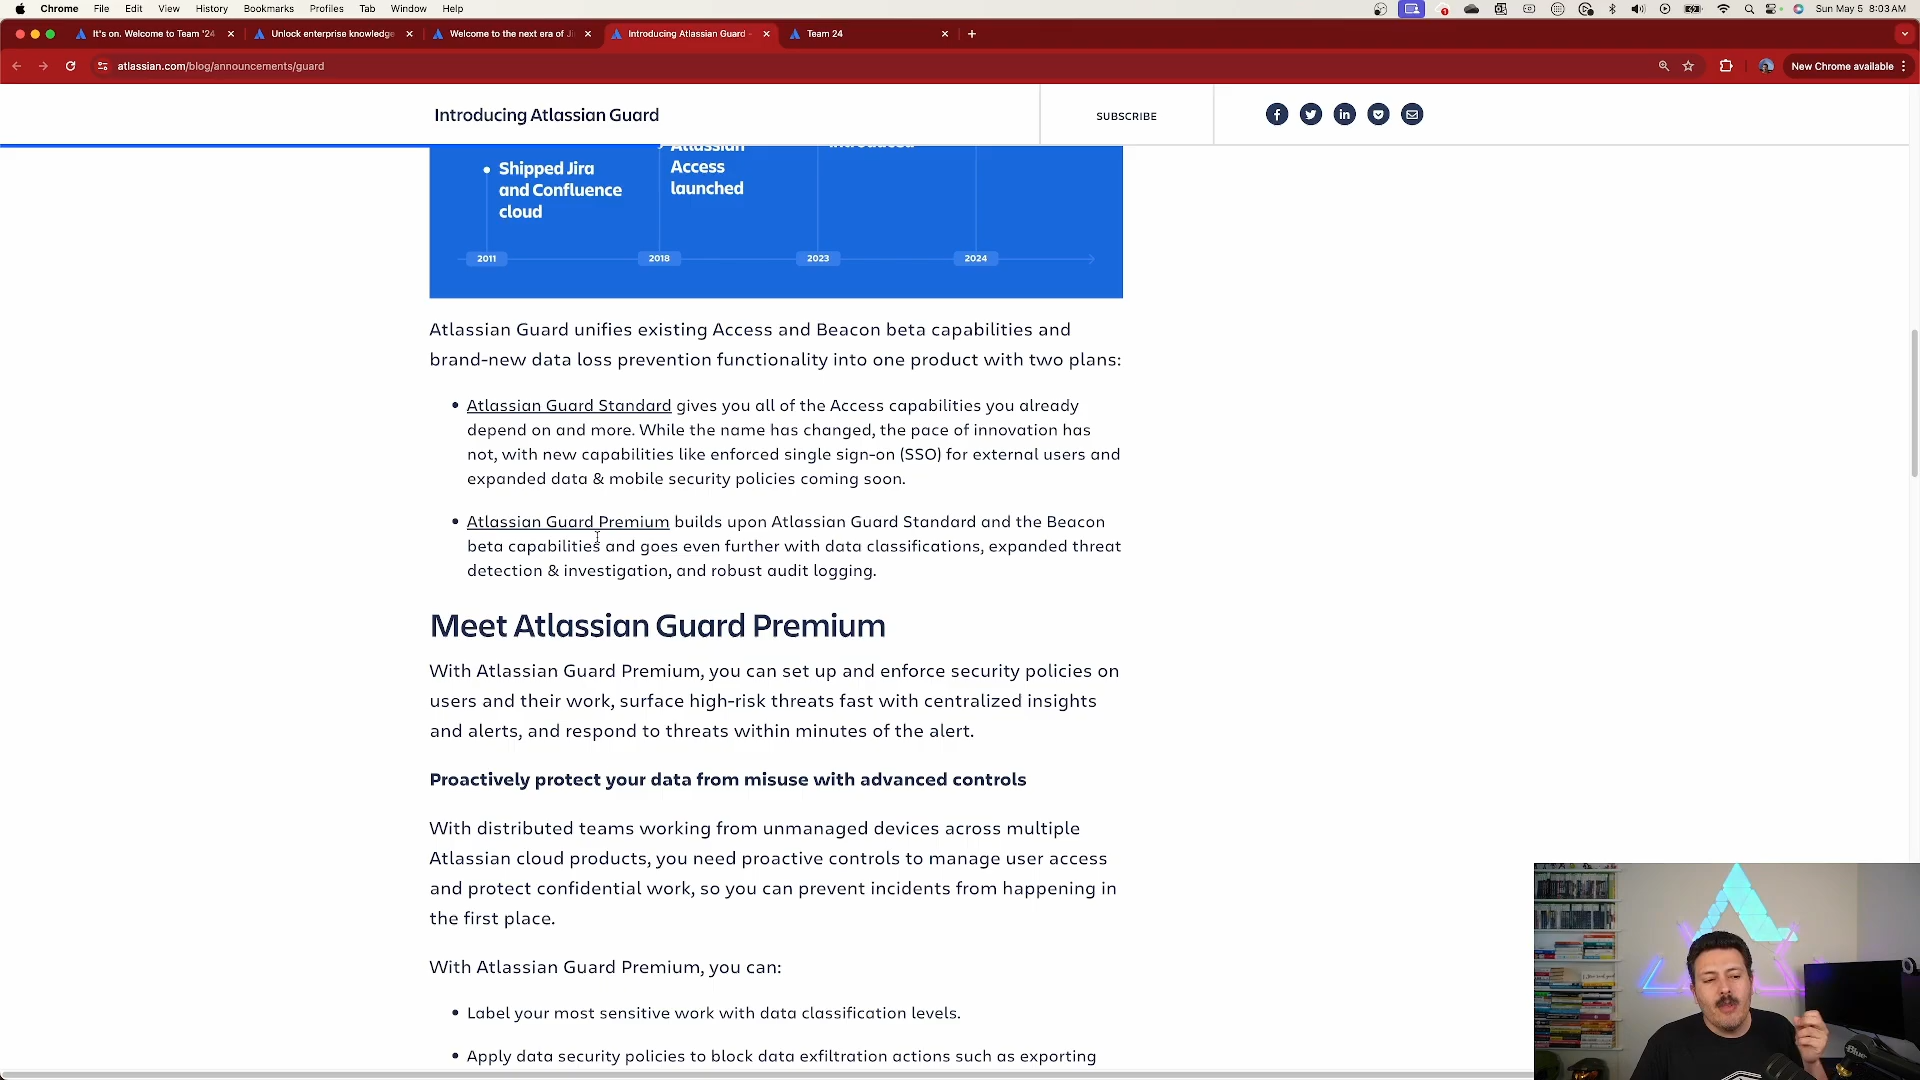 Chrome File Edit View History Bookmarks Profiles Tab Window Help Sun May 5 8:03 AM
It's on. Welcome to Team '24 Unlock enterprise knowledge Welcome to the next era of Introducing Atlassian Guard - Team 24
atlassian.com/blog/announcements/guard New Chrome available
Introducing Atlassian Guard SUBSCRIBE
Shipped Jira
and Confluence
cloud
Atlassian
Access
launched
introduced
2011 2018 2023 2024
Atlassian Guard unifies existing Access and Beacon beta capabilities and
brand-new data loss prevention functionality into one product with two plans:
• Atlassian Guard Standard gives you all of the Access capabilities you already
depend on and more. While the name has changed, the pace of innovation has
not, with new capabilities like enforced single sign-on (SSO) for external users and
expanded data & mobile security policies coming soon.
• Atlassian Guard Premium builds upon Atlassian Guard Standard and the Beacon
beta capabilities and goes even further with data classifications, expanded threat
detection & investigation, and robust audit logging.
Meet Atlassian Guard Premium
With Atlassian Guard Premium, you can set up and enforce security policies on
users and their work, surface high-risk threats fast with centralized insights
and alerts, and respond to threats within minutes of the alert.
Proactively protect your data from misuse with advanced controls
With distributed teams working from unmanaged devices across multiple
Atlassian cloud products, you need proactive controls to manage user access
and protect confidential work, so you can prevent incidents from happening in
the first place.
With Atlassian Guard Premium, you can:
• Label your most sensitive work with data classification levels.
• Apply data security policies to block data exfiltration actions such as exporting
Blue